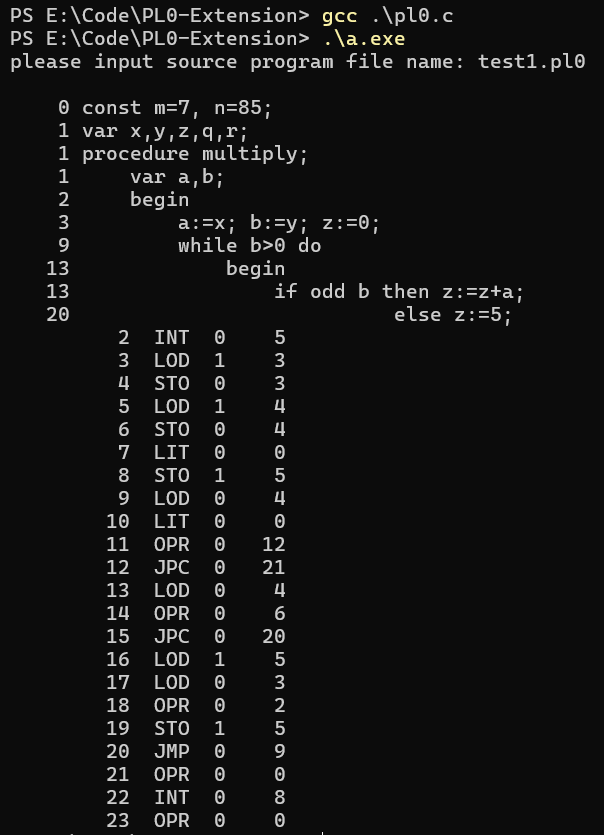 PS E:\Code\PL0-Extension> gcc .\pl0.c
PS E:\Code\PL0-Extension> .\a.exe
please input source program file name: test1.pl0
0 const m=7, n=85;
1 var x,y,z,q,r;
1 procedure multiply;
1 var a,b;
2 begin
3 a:=x; b:=y; z:=0;
9 while b>0 do
13 begin
13 if odd b then z:=z+a;
20 else z:=5;
2 INT 0 5
3 LOD 1 3
4 STO 0 3
5 LOD 1 4
6 STO 0 4
7 LIT 0 0
8 STO 1 5
9 LOD 0 4
10 LIT 0 0
11 OPR 0 12
12 JPC 0 21
13 LOD 0 4
14 OPR 0 6
15 JPC 0 20
16 LOD 1 5
17 LOD 0 3
18 OPR 0 2
19 STO 1 5
20 JMP 0 9
21 OPR 0 0
22 INT 0 8
23 OPR 0 0